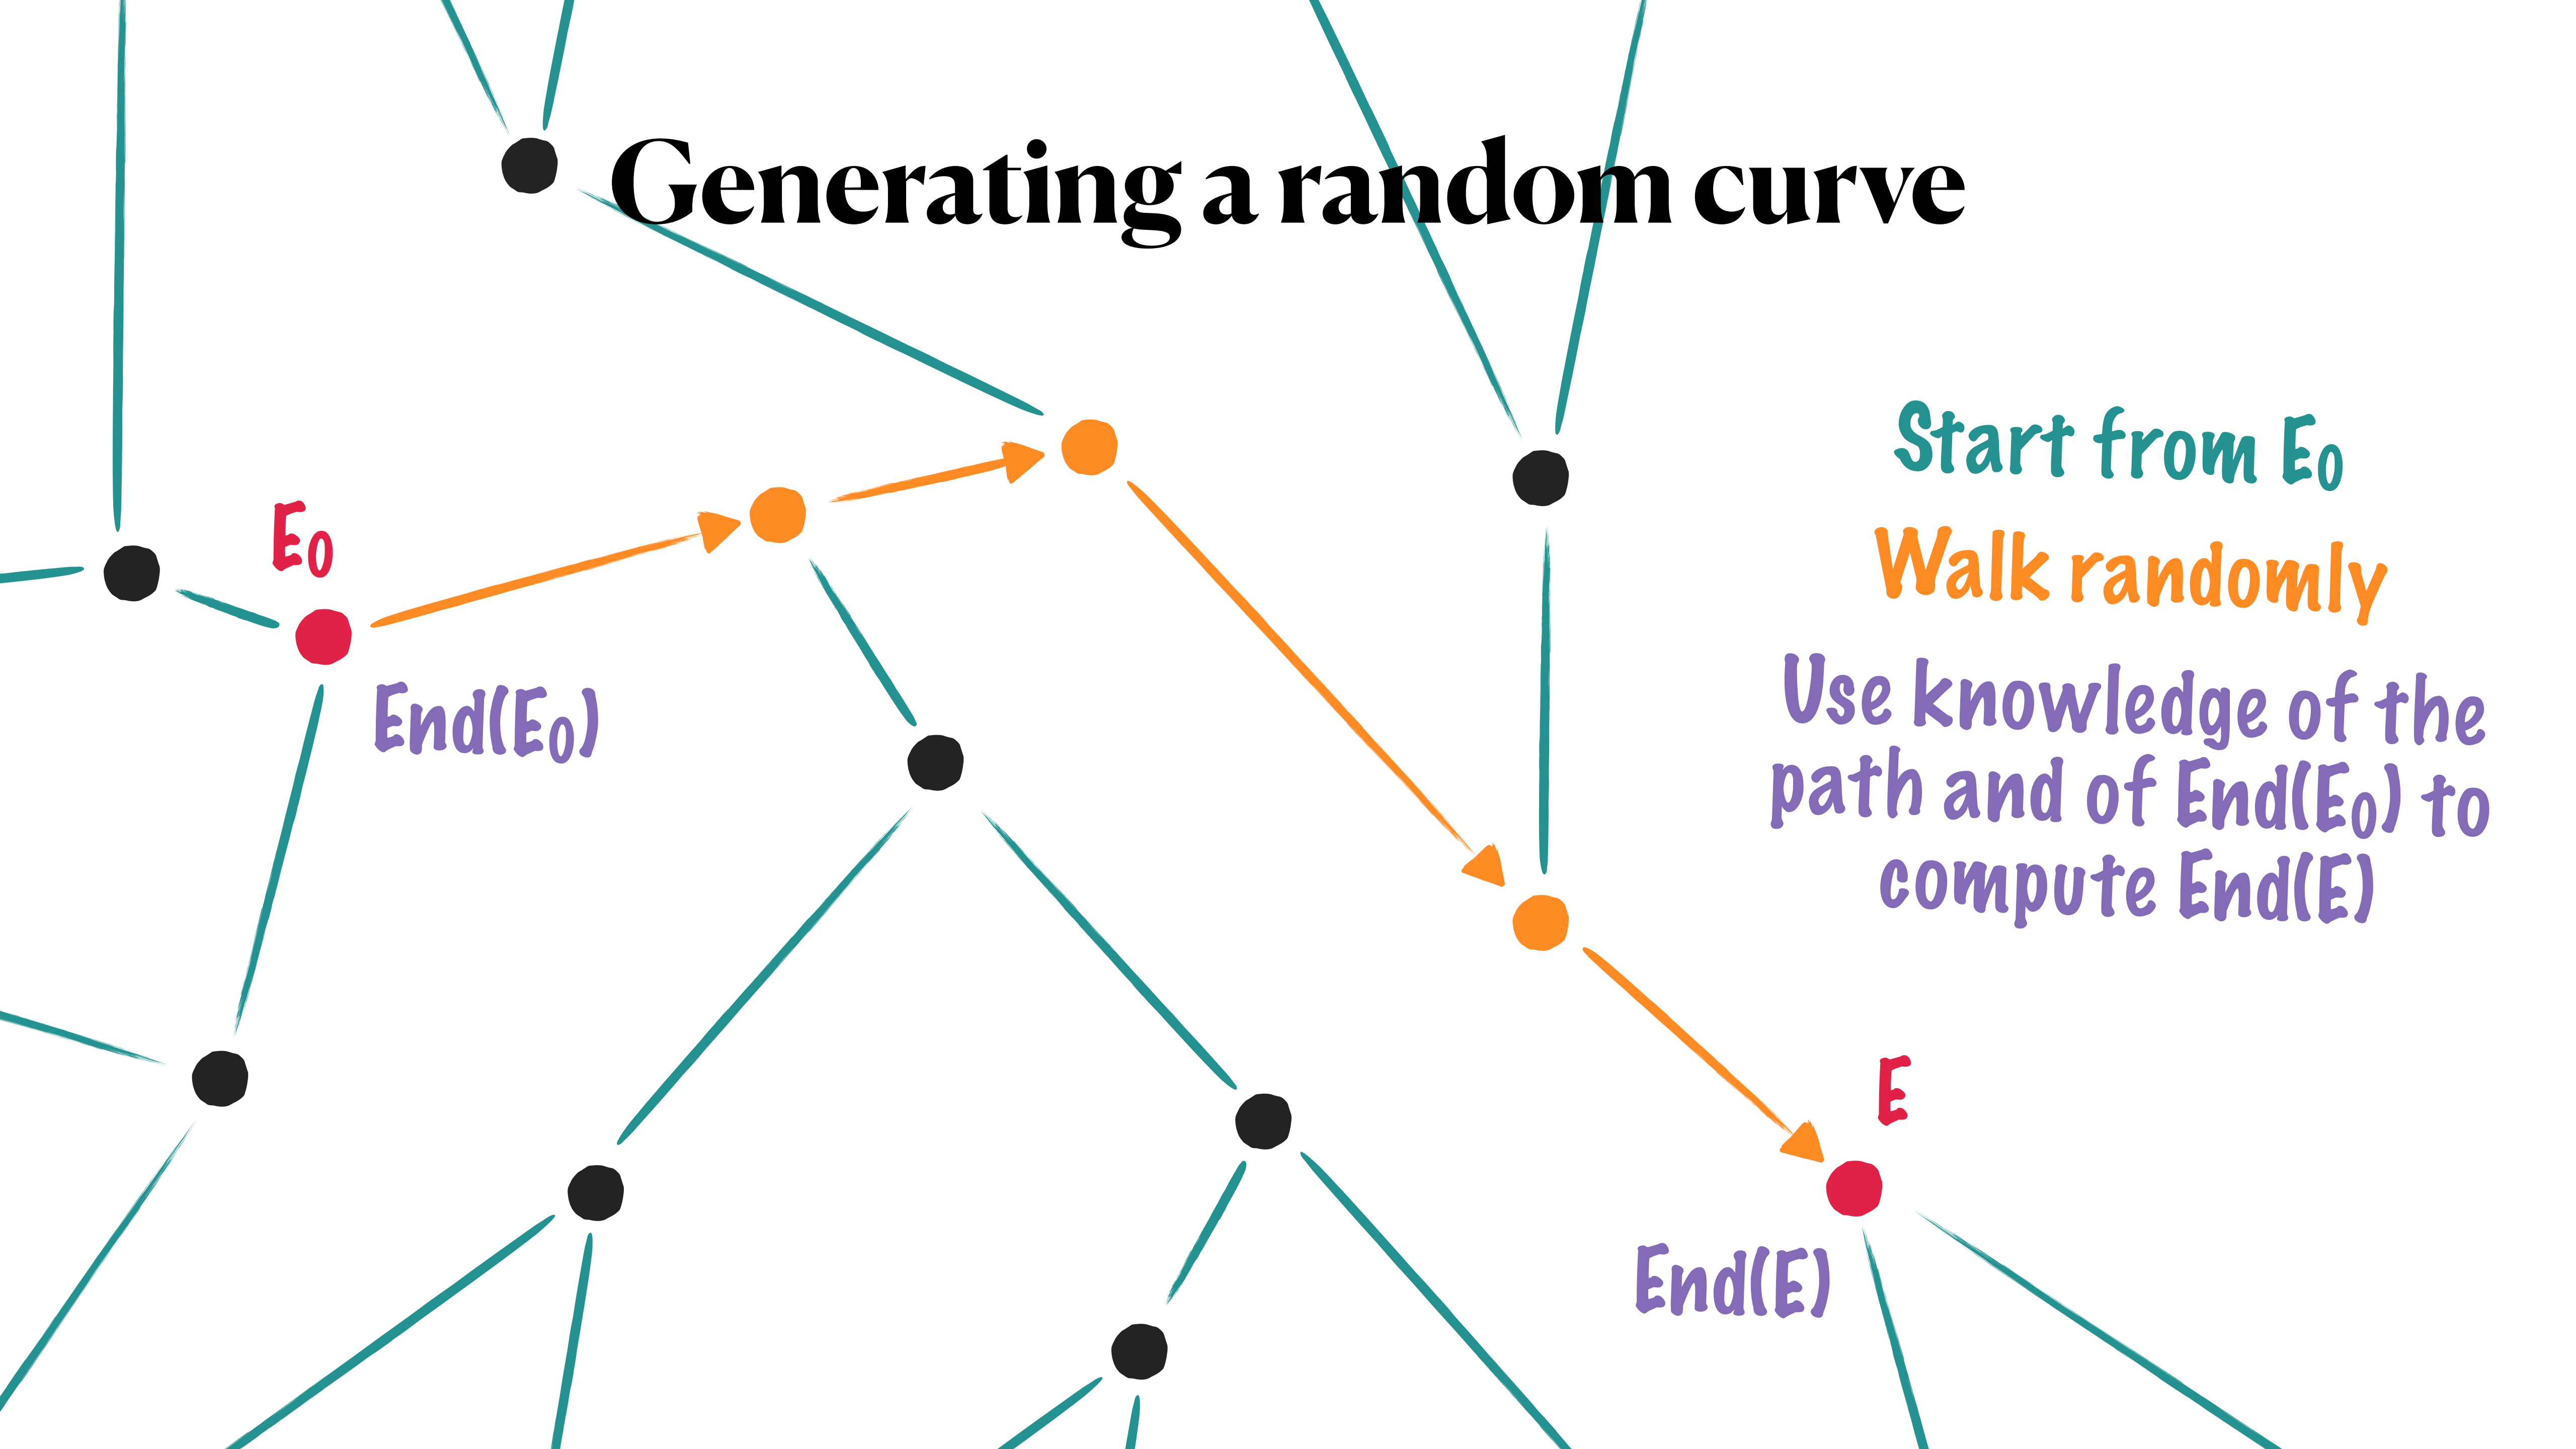 Generating a random curve
Start from E₀
E₀
Walk randomly
End(E₀)
Use knowledge of the
path and of End(E₀) to
compute End(E)
E
End(E)